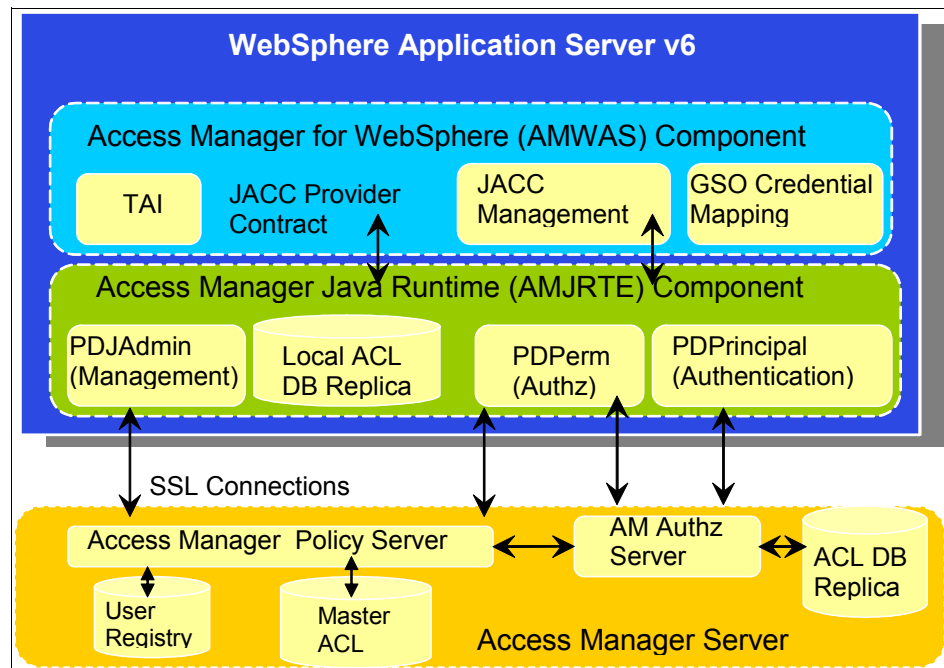 WebSphere Application Server v6
Access Manager for WebSphere (AMWAS) Component
TAI
JACC Provider
Contract
JACC
Management
GSO Credential
Mapping
Access Manager Java Runtime (AMJRTE) Component
PDJAdmin
(Management)
Local ACL
DB Replica
PDPerm
(Authz)
PDPrincipal
(Authentication)
SSL Connections
Access Manager Policy Server
AM Authz
Server
ACL DB
Replica
User
Registry
Master
ACL
Access Manager Server